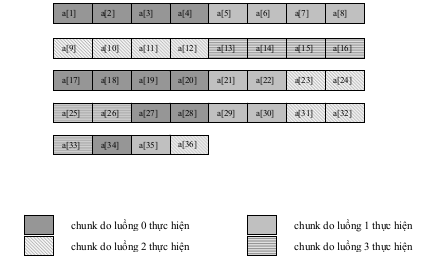 a[1] a[2] a[3] a[4] a[5] a[6] a[7] a[8]
a[9] a[10] a[11] a[12] a[13] a[14] a[15] a[16]
a[17] a[18] a[19] a[20] a[21] a[22] a[23] a[24]
a[25] a[26] a[27] a[28] a[29] a[30] a[31] a[32]
a[33] a[34] a[35] a[36]
chunk do luồng 0 thực hiện chunk do luồng 1 thực hiện
chunk do luồng 2 thực hiện chunk do luồng 3 thực hiện